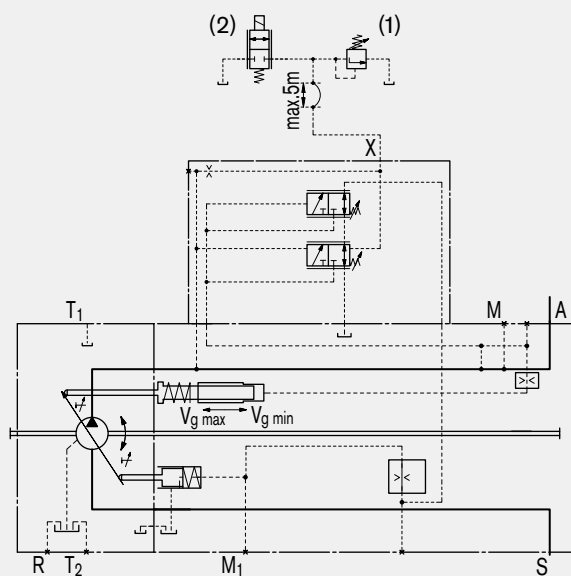 (2) (1)
max.5m
X
T1 M A
Vg max Vg min
R T2 M1 S